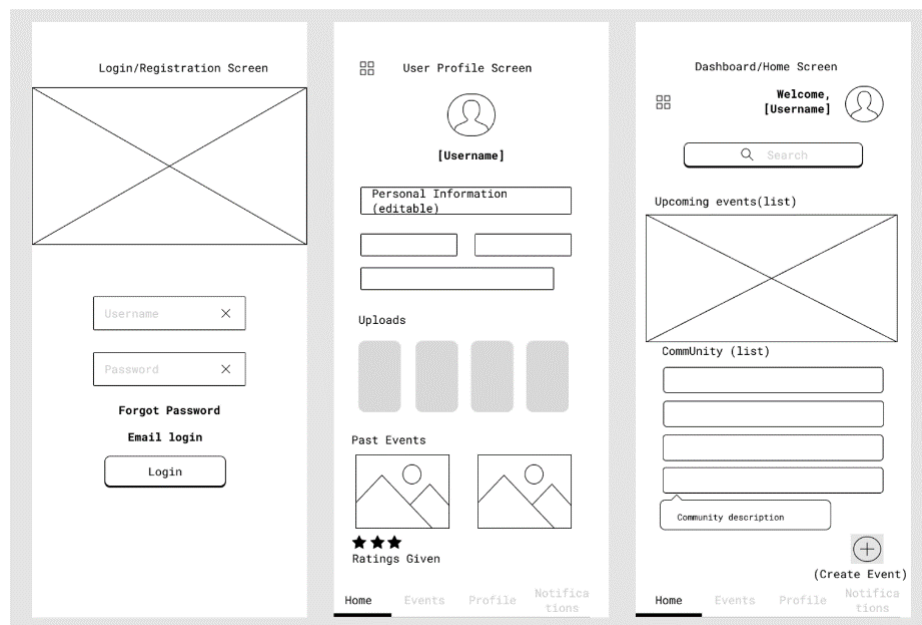 Login/Registration Screen
Username
Password
Forgot Password
Email login
Login
User Profile Screen
[Username]
Personal Information
(editable)
Uploads
Past Events
Ratings Given
Home
Events
Profile
Notifica
tions
Dashboard/Home Screen
Welcome,
[Username]
Search
Upcoming events(list)
CommUnity (list)
Community description
(Create Event)
Home
Events
Profile
Notifica
tions